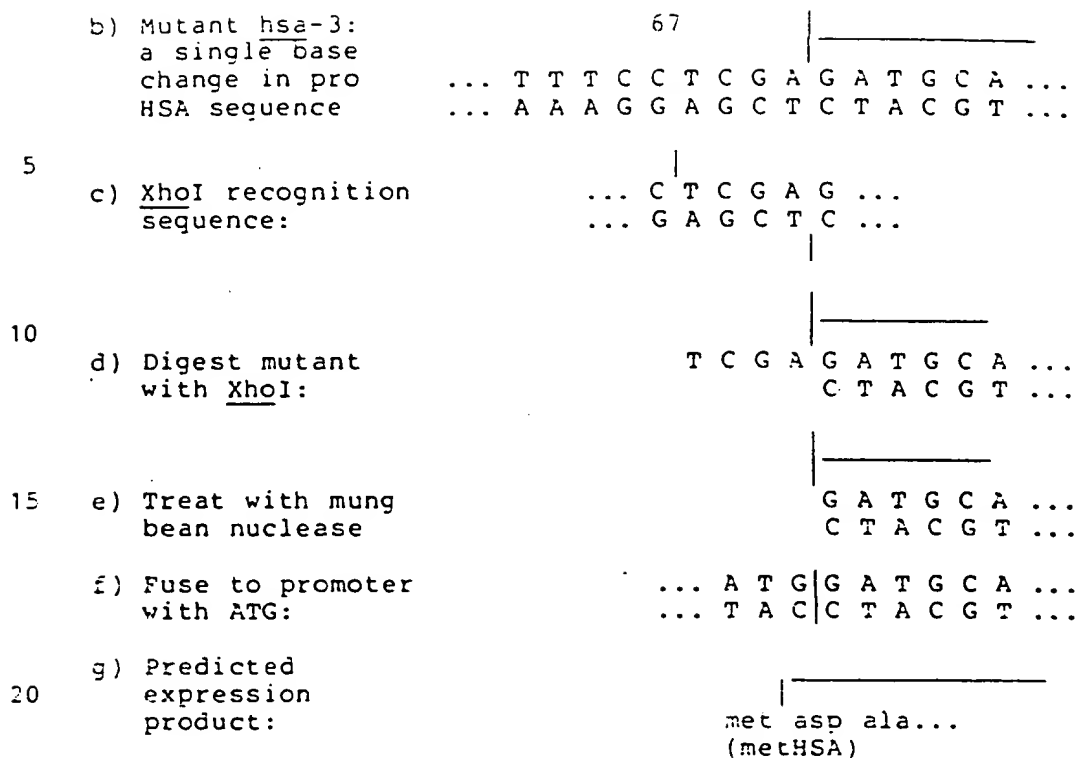 b) Mutant hsa-3: 67
a single base
change in pro ... T T T C C T C G A G A T G C A ...
HSA sequence ... A A A G G A G C T C T A C G T ...
5
c) XhoI recognition ... C T C G A G ...
sequence: ... G A G C T C ...
10
d) Digest mutant T C G A G A T G C A ...
with XhoI: C T A C G T ...
15 e) Treat with mung G A T G C A ...
bean nuclease C T A C G T ...
f) Fuse to promoter ... A T G G A T G C A ...
with ATG: ... T A C C T A C G T ...
g) Predicted
20 expression
product: met asp ala...
(metHSA)